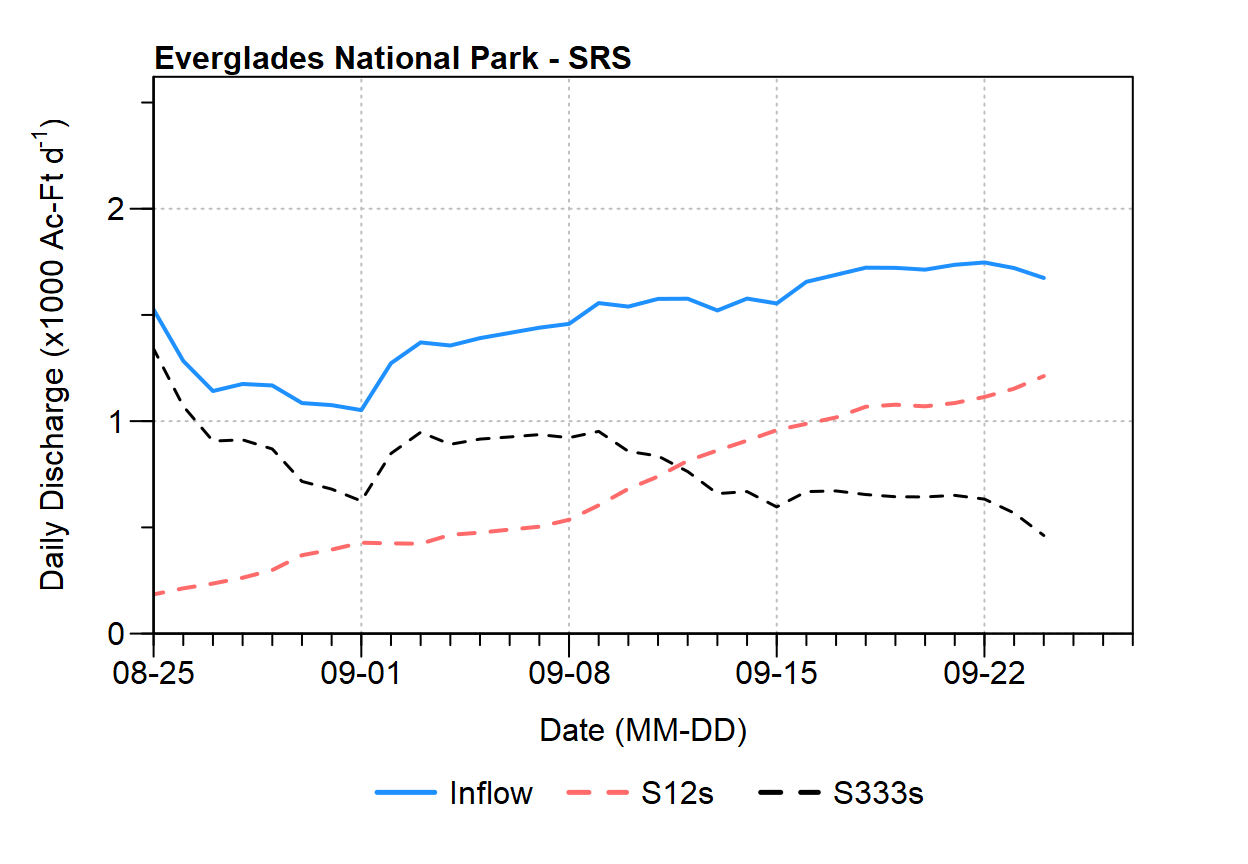 Everglades National Park - SRS
Daily Discharge (x1000 Ac-Ft d⁻¹)
2
1
0
08-25 09-01 09-08 09-15 09-22
Date (MM-DD)
Inflow S12s S333s